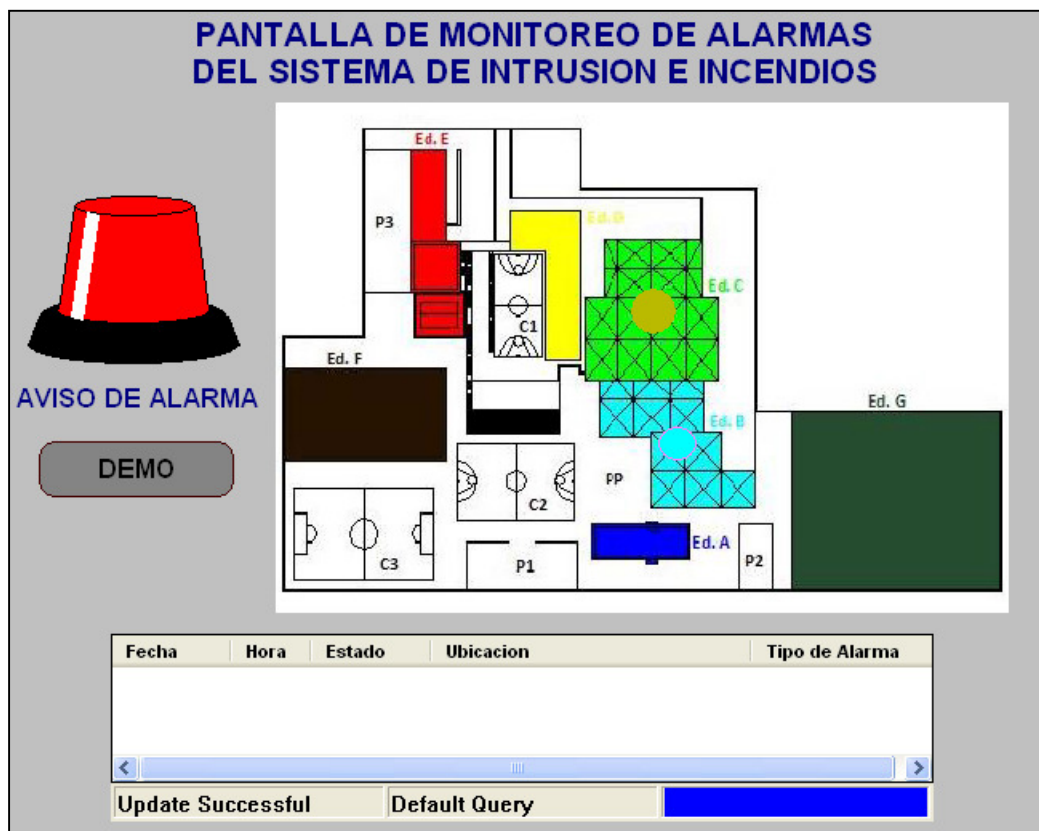 PANTALLA DE MONITOREO DE ALARMAS
DEL SISTEMA DE INTRUSION E INCENDIOS
Ed. E
P3
Ed. D
Ed. C
C1
Ed. F
AVISO DE ALARMA
Ed. G
Ed. B
DEMO
PP
C2
Ed. A
C3
P1
P2
Fecha Hora Estado Ubicacion Tipo de Alarma
Update Successful Default Query